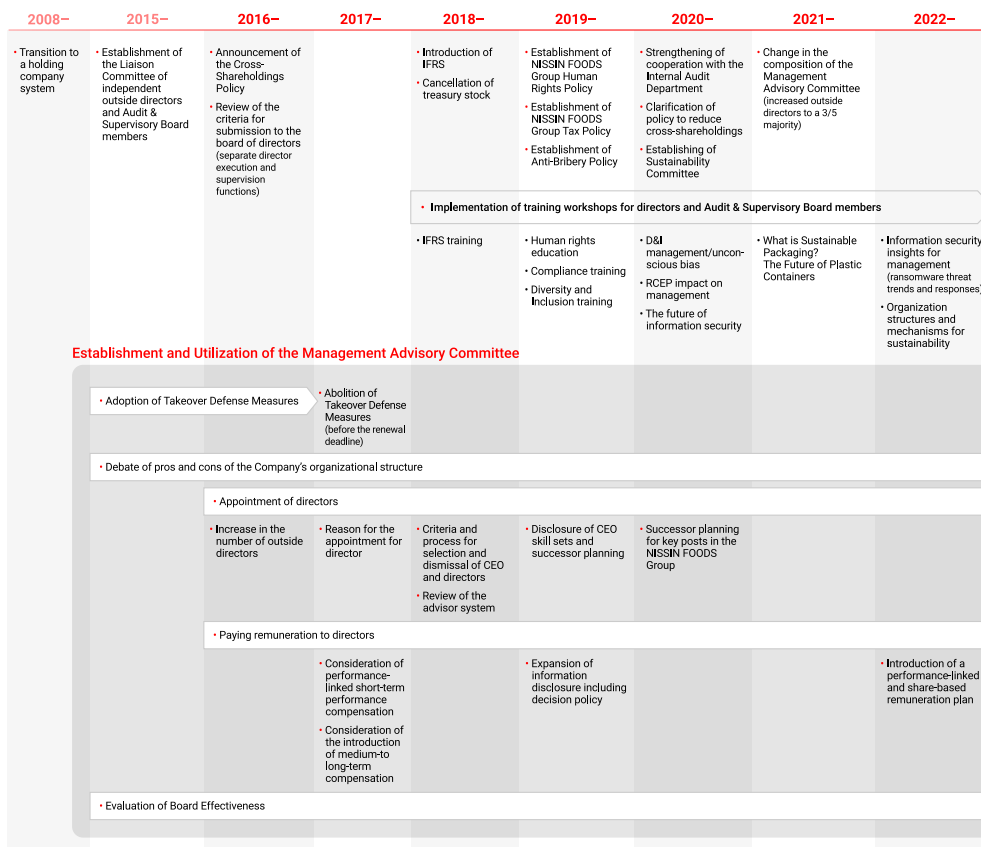 2008–
2015–
2016–
2017–
2018–
2019–
2020–
2021–
2022–
• Transition to
a holding
company
system
• Establishment of
the Liaison
Committee of
independent
outside directors
and Audit &
Supervisory Board
members
• Announcement of
the Cross-
Shareholdings
Policy
• Review of the
criteria for
submission to the
board of directors
(separate director
execution and
supervision
functions)
• Introduction of
IFRS
• Cancellation of
treasury stock
• Establishment of
NISSIN FOODS
Group Human
Rights Policy
• Establishment of
NISSIN FOODS
Group Tax Policy
• Establishment of
Anti-Bribery Policy
• Strengthening of
cooperation with the
Internal Audit
Department
• Clarification of
policy to reduce
cross-shareholdings
• Establishing of
Sustainability
Committee
• Change in the
composition of the
Management
Advisory Committee
(increased outside
directors to a 3/5
majority)
• Implementation of training workshops for directors and Audit & Supervisory Board members
• IFRS training
• Human rights
education
• Compliance training
• Diversity and
Inclusion training
• D&I
management/uncon-
scious bias
• RCEP impact on
management
• The future of
information security
• What is Sustainable
Packaging?
The Future of Plastic
Containers
• Information security
insights for
management
(ransomware threat
trends and responses)
• Organization
structures and
mechanisms for
sustainability
Establishment and Utilization of the Management Advisory Committee
• Adoption of Takeover Defense Measures
• Abolition of
Takeover Defense
Measures
(before the renewal
deadline)
• Debate of pros and cons of the Company's organizational structure
• Appointment of directors
• Increase in the
number of outside
directors
• Reason for the
appointment for
director
• Criteria and
process for
selection and
dismissal of CEO
and directors
• Review of the
advisor system
• Disclosure of CEO
skill sets and
successor planning
• Successor planning
for key posts in the
NISSIN FOODS
Group
• Paying remuneration to directors
• Consideration of
performance-
linked short-term
performance
compensation
• Consideration of
the introduction
of medium-to
long-term
compensation
• Expansion of
information
disclosure including
decision policy
• Introduction of a
performance-linked
and share-based
remuneration plan
• Evaluation of Board Effectiveness